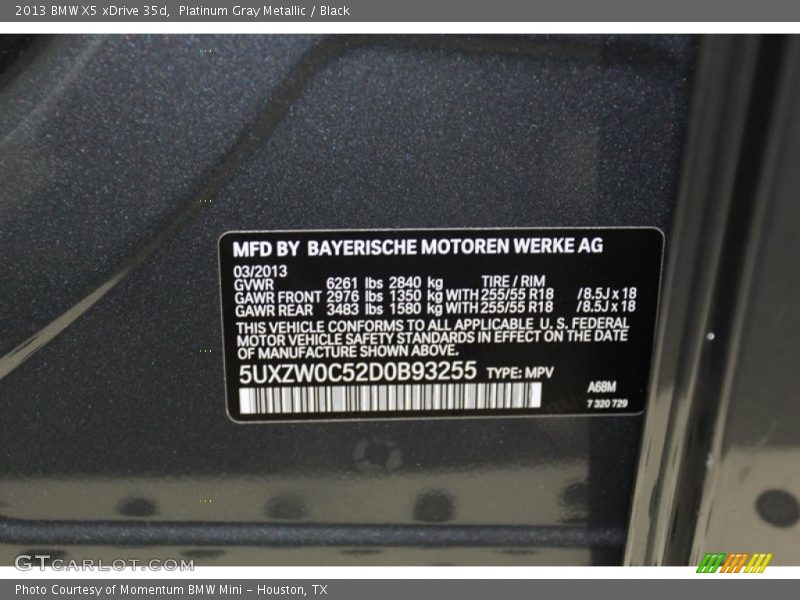 2013 BMW X5 xDrive 35d,  Platinum Gray Metallic / Black
MFD BY BAYERISCHE MOTOREN WERKE AG
03/2013
GVWR 6261 lbs 2840 kg TIRE / RIM
GAWR FRONT 2976 lbs 1350 kg WITH 255/55 R18 /8.5J x 18
GAWR REAR 3483 lbs 1580 kg WITH 255/55 R18 /8.5J x 18
THIS VEHICLE CONFORMS TO ALL APPLICABLE U. S. FEDERAL
MOTOR VEHICLE SAFETY STANDARDS IN EFFECT ON THE DATE
OF MANUFACTURE SHOWN ABOVE.
5UXZW0C52D0B93255 TYPE: MPV
A68M
7 320 729
GTcarlot.com
Photo Courtesy of Momentum BMW Mini - Houston, TX